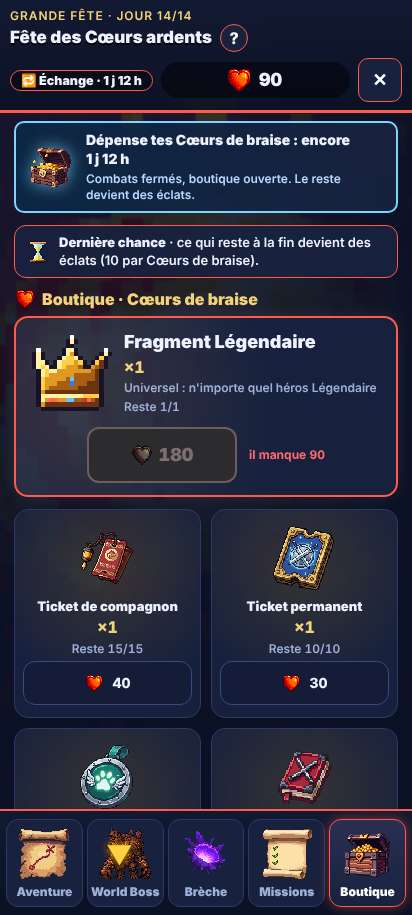 GRANDE FÊTE · JOUR 14/14
Fête des Cœurs ardents ?
Échange · 1 j 12 h
90
×
Dépense tes Cœurs de braise : encore
1 j 12 h
Combats fermés, boutique ouverte. Le reste
devient des éclats.
Dernière chance · ce qui reste à la fin devient des
éclats (10 par Cœurs de braise).
Boutique · Cœurs de braise
Fragment Légendaire
×1
Universel : n'importe quel héros Légendaire
Reste 1/1
180
il manque 90
Ticket de compagnon
×1
Reste 15/15
40
Ticket permanent
×1
Reste 10/10
30
Aventure
World Boss
Brèche
Missions
Boutique